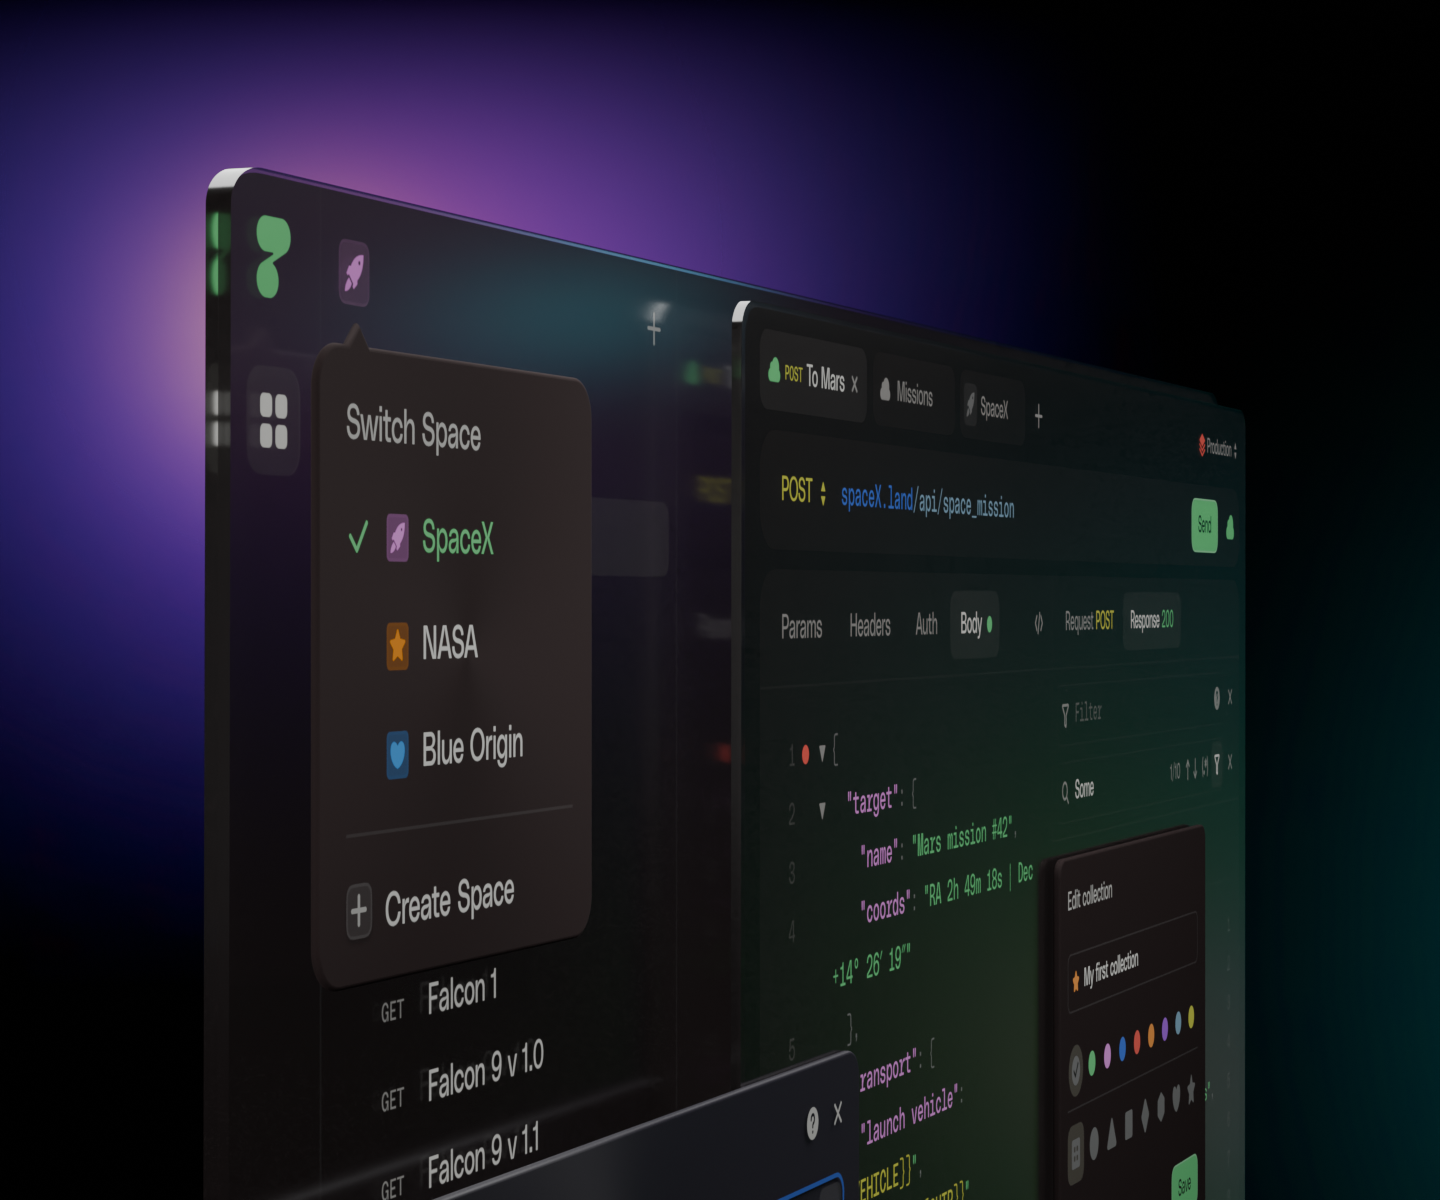 Switch Space
SpaceX
NASA
Blue Origin
Create Space
GET Falcon 1
GET Falcon 9 v 1.0
GET Falcon 9 v 1.1
POST To Mars X
Missions
SpaceX
Production
POST spaceX.land/api/space_mission
Send
Params Headers Auth Body
Request POST Response 200
Filter
Some
1/10
1 {
2 "target": {
3 "name": "Mars mission #42",
4 "coords": "RA 2h 49m 18s | Dec
+14° 26′ 19″"
5 },
ransport": {
"launch vehicle":
EHICLE}}",
Edit collection
My first collection
Save